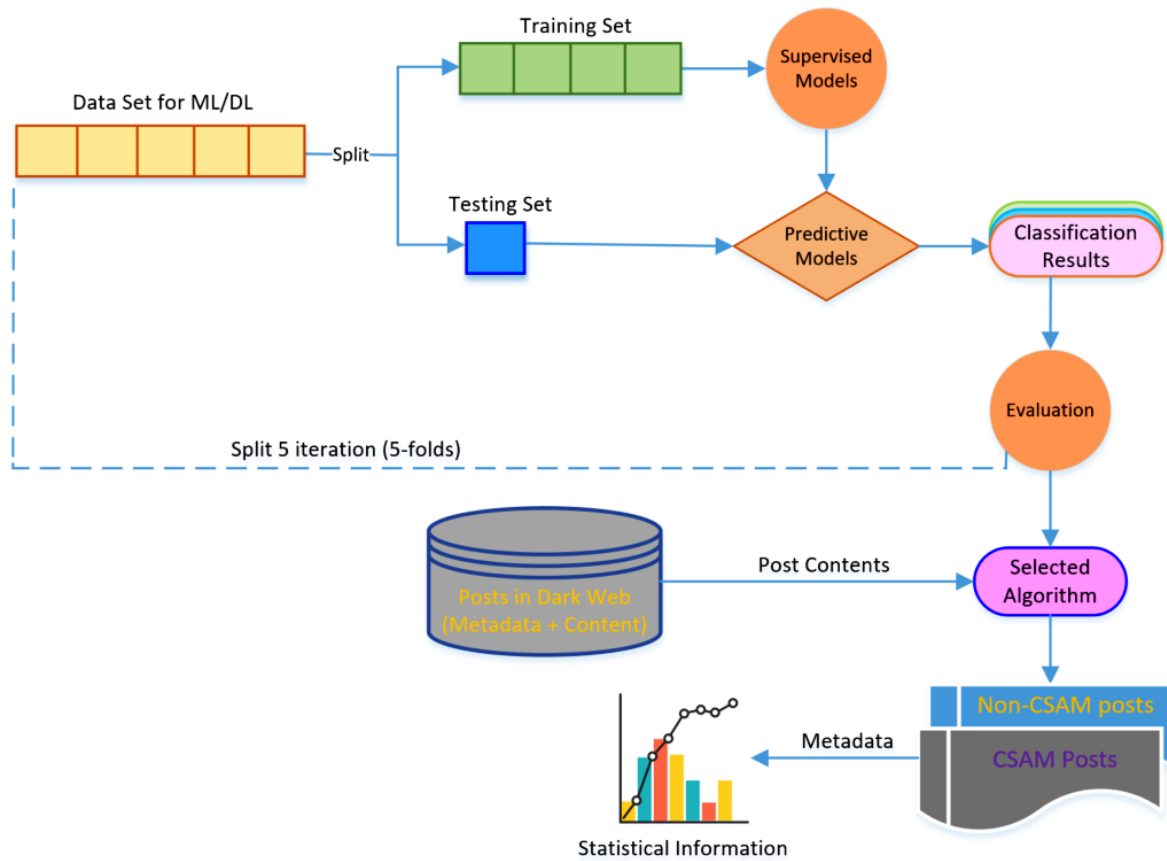 Training Set
Supervised
Models
Data Set for ML/DL
Split
Testing Set
Predictive
Models
Classification
Results
Evaluation
Split 5 iteration (5-folds)
Posts in Dark Web
(Metadata + Content)
Post Contents
Selected
Algorithm
Non-CSAM posts
CSAM Posts
Metadata
Statistical Information